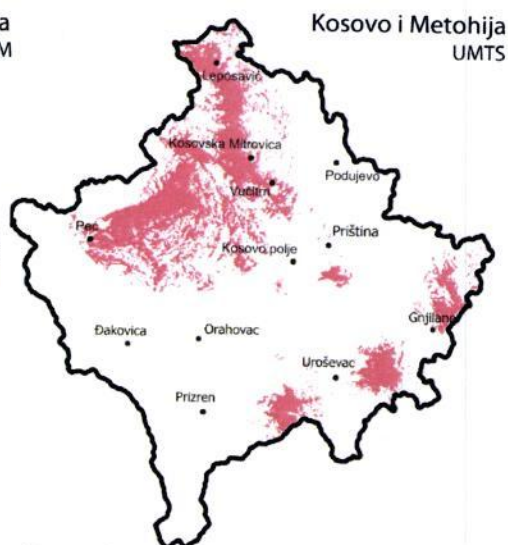 a
M
Kosovo i Metohija
UMTS
Leposavić
Kosovska Mitrovica
Vučitrn
Podujevo
Peć
Kosovo polje
Priština
Gnjilane
Đakovica
Orahovac
Uroševac
Prizren